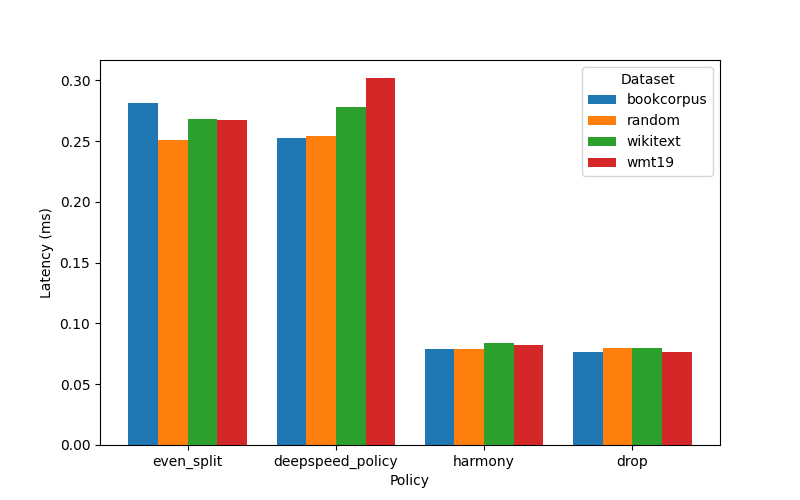 0.30
0.25
0.20
0.15
0.10
0.05
0.00
Latency (ms)
Dataset
bookcorpus
random
wikitext
wmt19
even_split
deepspeed_policy
harmony
drop
Policy